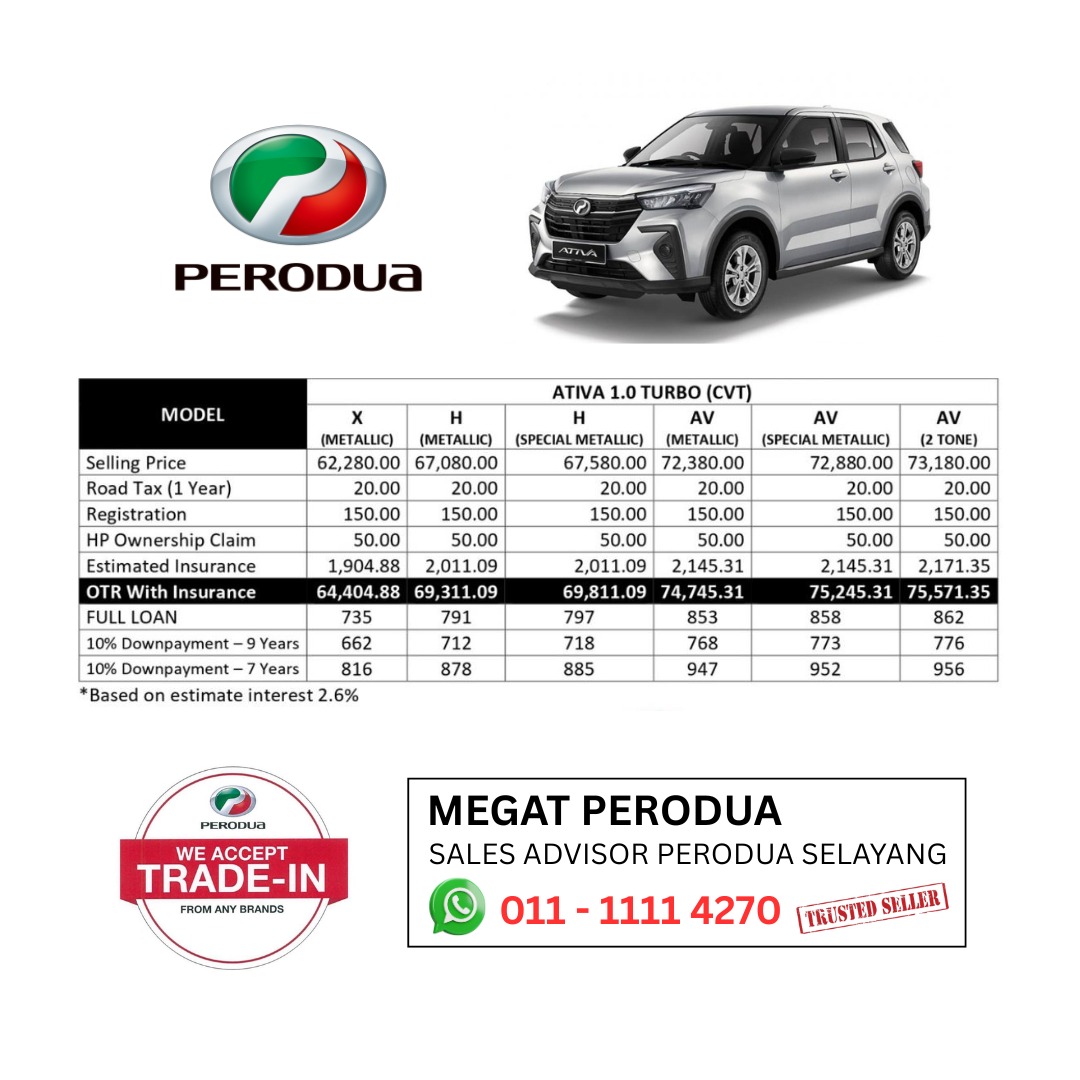 PERODUA
ATIVA
MODEL
ATIVA 1.0 TURBO (CVT)
X (METALLIC) H (METALLIC) H (SPECIAL METALLIC) AV (METALLIC) AV (SPECIAL METALLIC) AV (2 TONE)
Selling Price 62,280.00 67,080.00 67,580.00 72,380.00 72,880.00 73,180.00
Road Tax (1 Year) 20.00 20.00 20.00 20.00 20.00 20.00
Registration 150.00 150.00 150.00 150.00 150.00 150.00
HP Ownership Claim 50.00 50.00 50.00 50.00 50.00 50.00
Estimated Insurance 1,904.88 2,011.09 2,011.09 2,145.31 2,145.31 2,171.35
OTR With Insurance 64,404.88 69,311.09 69,811.09 74,745.31 75,245.31 75,571.35
FULL LOAN 735 791 797 853 858 862
10% Downpayment – 9 Years 662 712 718 768 773 776
10% Downpayment – 7 Years 816 878 885 947 952 956
*Based on estimate interest 2.6%
PERODUA
WE ACCEPT
TRADE-IN
FROM ANY BRANDS
MEGAT PERODUA
SALES ADVISOR PERODUA SELAYANG
011 - 1111 4270
TRUSTED SELLER